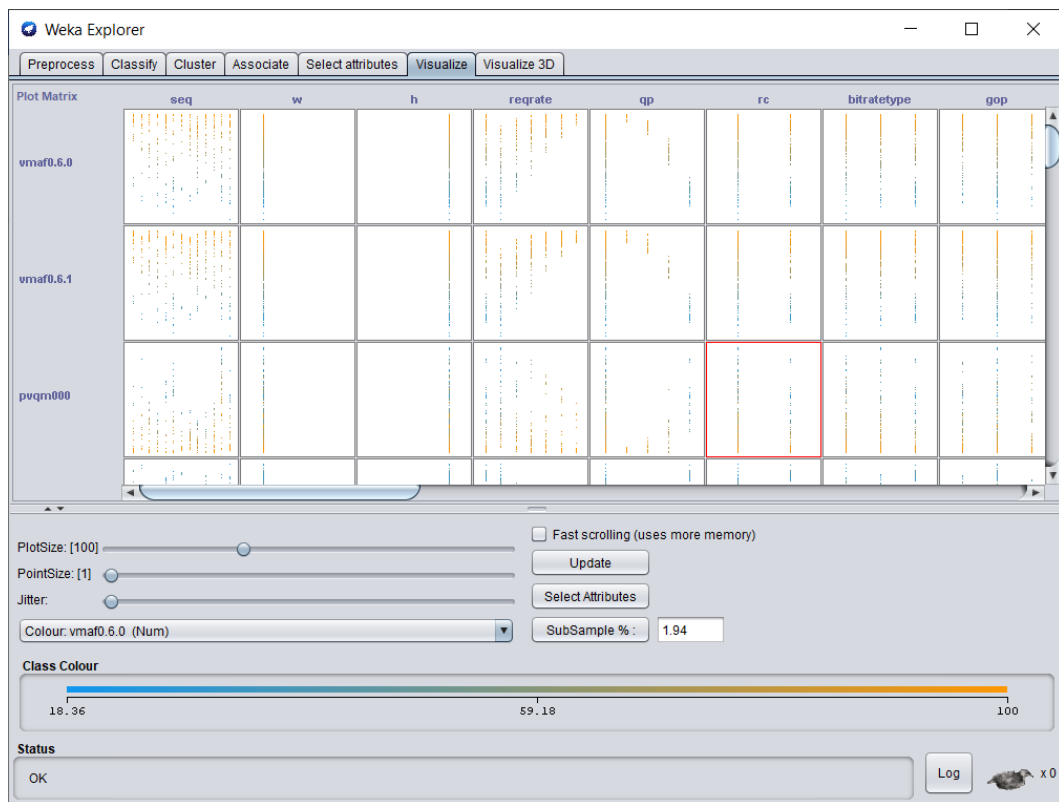 Weka Explorer
Preprocess Classify Cluster Associate Select attributes Visualize Visualize 3D
Plot Matrix seq w h reqrate qp rc bitratetype gop
vmaf0.6.0
vmaf0.6.1
pvqm000
Fast scrolling (uses more memory)
PlotSize: [100]
Update
PointSize: [1]
Select Attributes
Jitter:
Colour: vmaf0.6.0 (Num)
SubSample % : 1.94
Class Colour
18.36 59.18 100
Status
OK
Log x 0